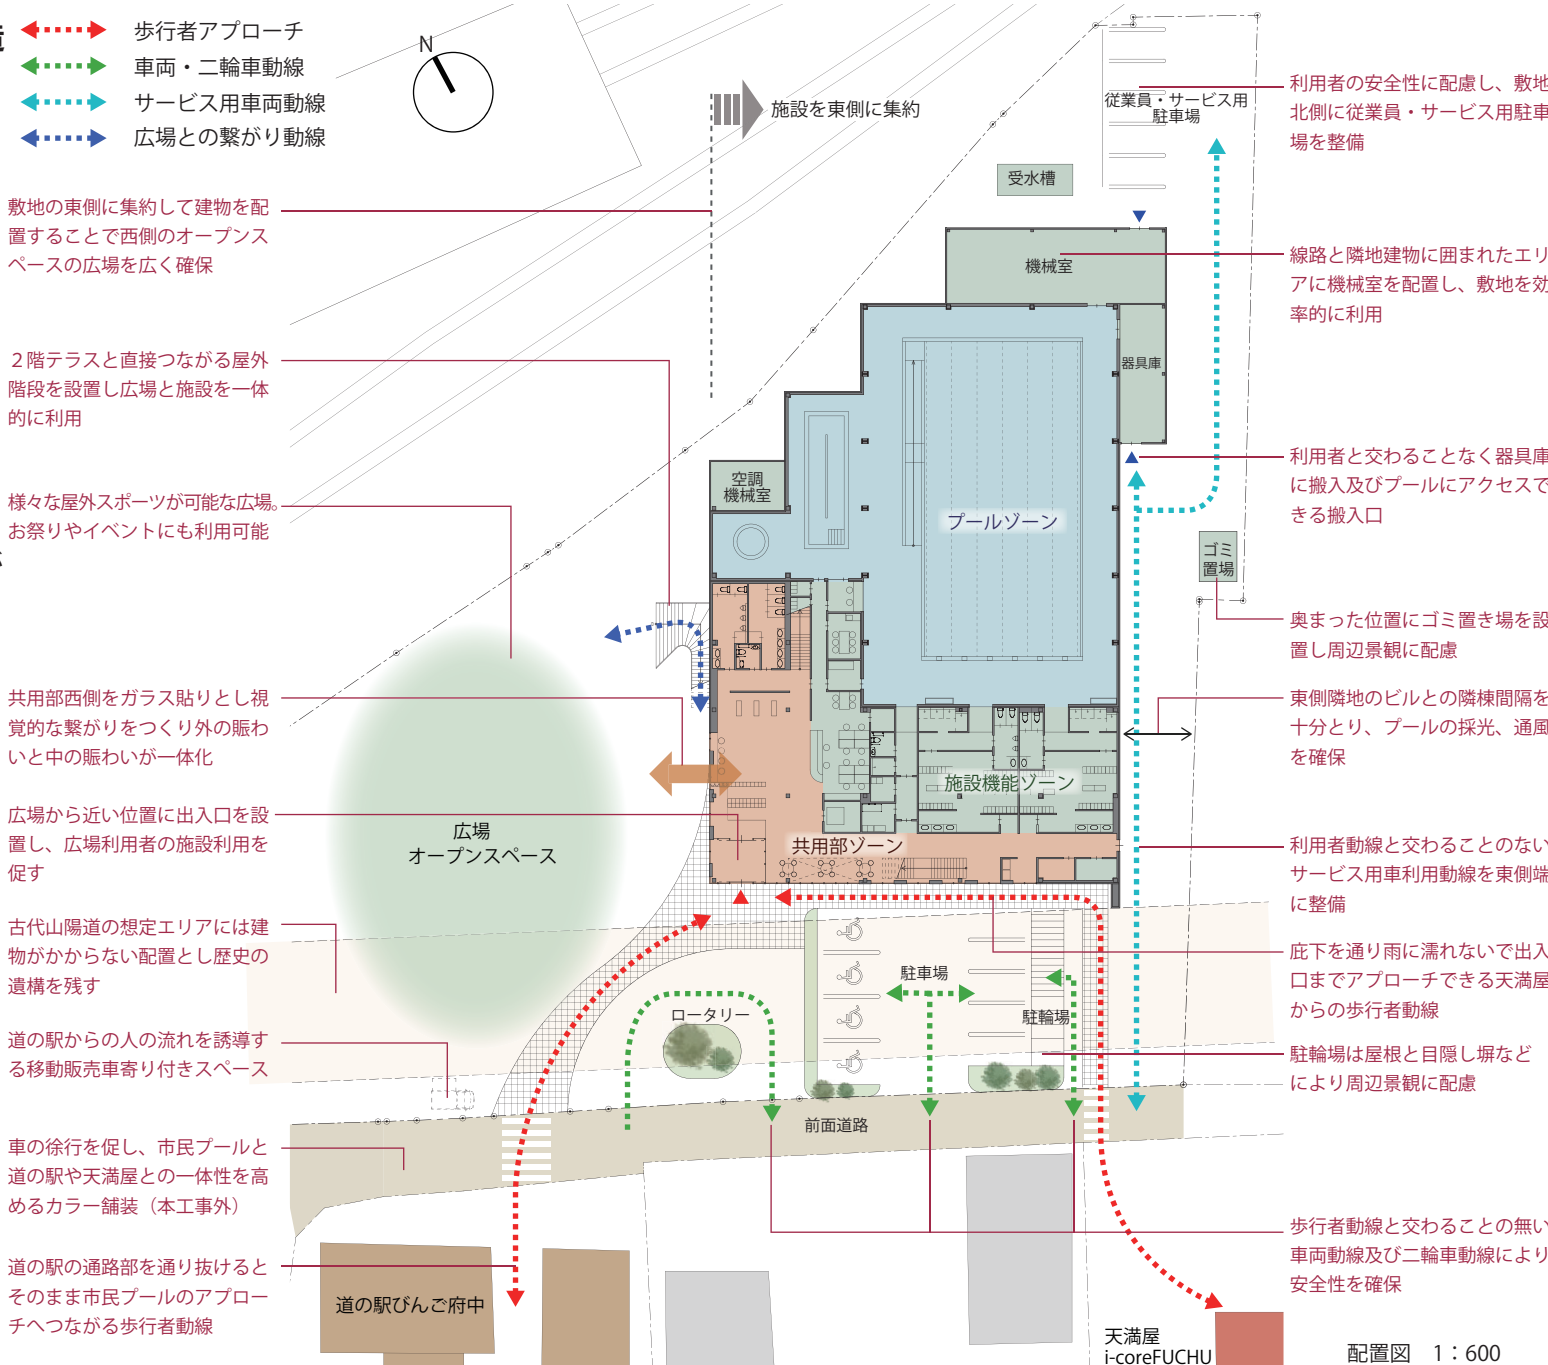 歩行者アプローチ
車両・二輪車動線
サービス用車両動線
広場との繋がり動線
N
施設を東側に集約
敷地の東側に集約して建物を配
置することで西側のオープンス
ペースの広場を広く確保
２階テラスと直接つながる屋外
階段を設置し広場と施設を一体
的に利用
様々な屋外スポーツが可能な広場。
お祭りやイベントにも利用可能
共用部西側をガラス貼りとし視
覚的な繋がりをつくり外の賑わ
いと中の賑わいが一体化
広場から近い位置に出入口を設
置し、広場利用者の施設利用を
促す
古代山陽道の想定エリアには建
物がかからない配置とし歴史の
遺構を残す
道の駅からの人の流れを誘導す
る移動販売車寄り付きスペース
車の徐行を促し、市民プールと
道の駅や天満屋との一体性を高
めるカラー舗装（本工事外）
道の駅の通路部を通り抜けると
そのまま市民プールのアプロー
チへつながる歩行者動線
従業員・サービス用
駐車場
受水槽
機械室
器具庫
空調
機械室
プールゾーン
ゴミ
置場
施設機能ゾーン
共用部ゾーン
広場
オープンスペース
駐車場
ロータリー
駐輪場
前面道路
道の駅びんご府中
天満屋
i-coreFUCHU
利用者の安全性に配慮し、敷地
北側に従業員・サービス用駐車
場を整備
線路と隣地建物に囲まれたエリ
アに機械室を配置し、敷地を効
率的に利用
利用者と交わることなく器具庫
に搬入及びプールにアクセスで
きる搬入口
奥まった位置にゴミ置き場を設
置し周辺景観に配慮
東側隣地のビルとの隣棟間隔を
十分とり、プールの採光、通風
を確保
利用者動線と交わることのない
サービス用車利用動線を東側端
に整備
庇下を通り雨に濡れないで出入
口までアプローチできる天満屋
からの歩行者動線
駐輪場は屋根と目隠し塀など
により周辺景観に配慮
歩行者動線と交わることの無い
車両動線及び二輪車動線により
安全性を確保
配置図　1：600